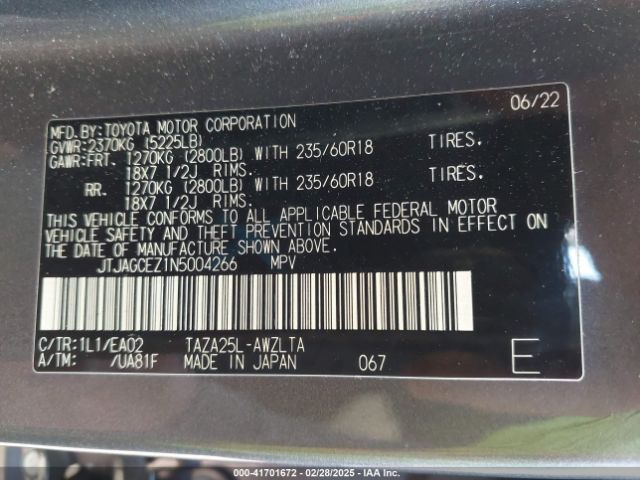 06/22
MFD.BY:TOYOTA MOTOR CORPORATION
GVWR:2370KG (5225LB)
GAWR:FRT. 1270KG (2800LB) WITH 235/60R18 TIRES.
18X7 1/2J RIMS.
RR. 1270KG (2800LB) WITH 235/60R18 TIRES.
18X7 1/2J RIMS.
THIS VEHICLE CONFORMS TO ALL APPLICABLE FEDERAL MOTOR
VEHICLE SAFETY AND THEFT PREVENTION STANDARDS IN EFFECT ON
THE DATE OF MANUFACTURE SHOWN ABOVE.
JTJAGCEZ1N5004266 MPV
C/TR:1L1/EA02 TAZA25L-AWZLTA
A/TM: /UA81F MADE IN JAPAN 067 E
000-41701672 / 02/28/2025 / IAA, Inc.